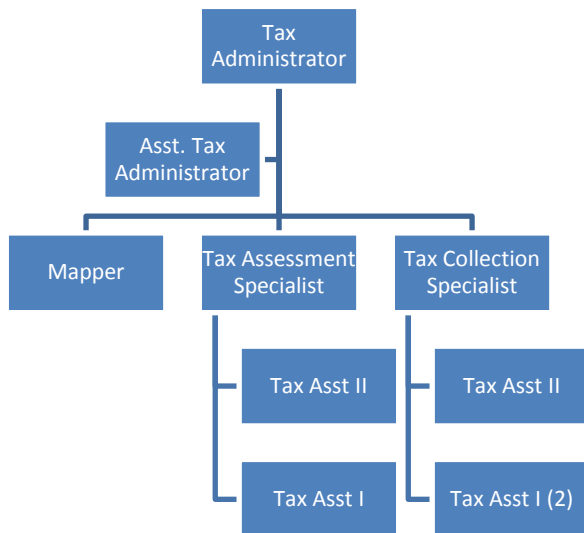 Tax
Administrator
Asst. Tax
Administrator
Mapper
Tax Assessment
Specialist
Tax Collection
Specialist
Tax Asst II
Tax Asst II
Tax Asst I
Tax Asst I (2)